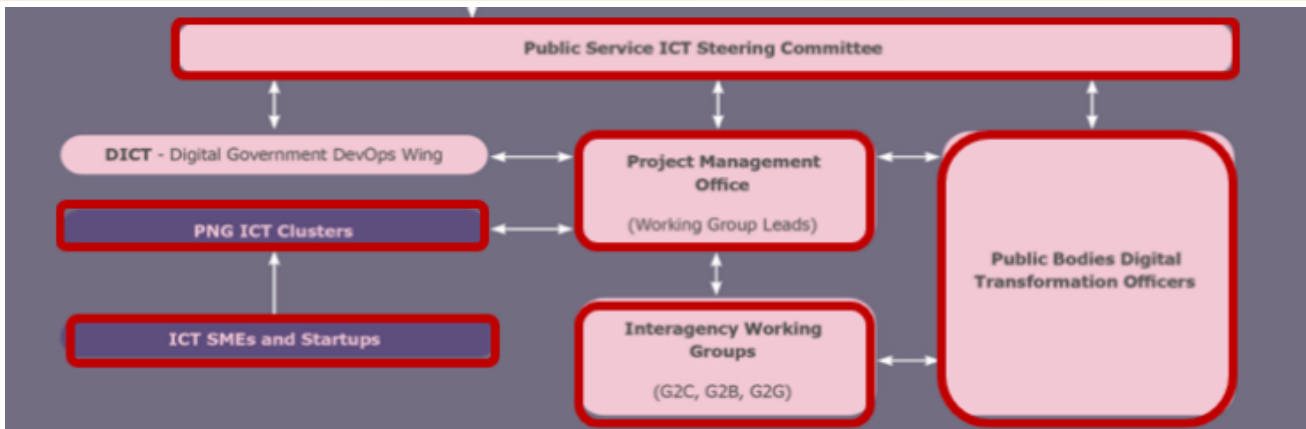 Public Service ICT Steering Committee
DICT - Digital Government DevOps Wing
Project Management
Office
(Working Group Leads)
PNG ICT Clusters
Public Bodies Digital
Transformation Officers
ICT SMEs and Startups
Interagency Working
Groups
(G2C, G2B, G2G)